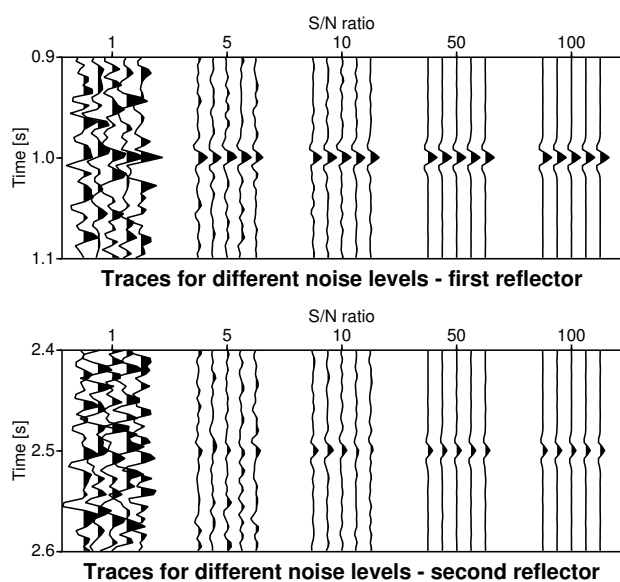 S/N ratio
1 5 10 50 100
0.9
1.0
1.1
Time [s]
Traces for different noise levels - first reflector
S/N ratio
1 5 10 50 100
2.4
2.5
2.6
Time [s]
Traces for different noise levels - second reflector